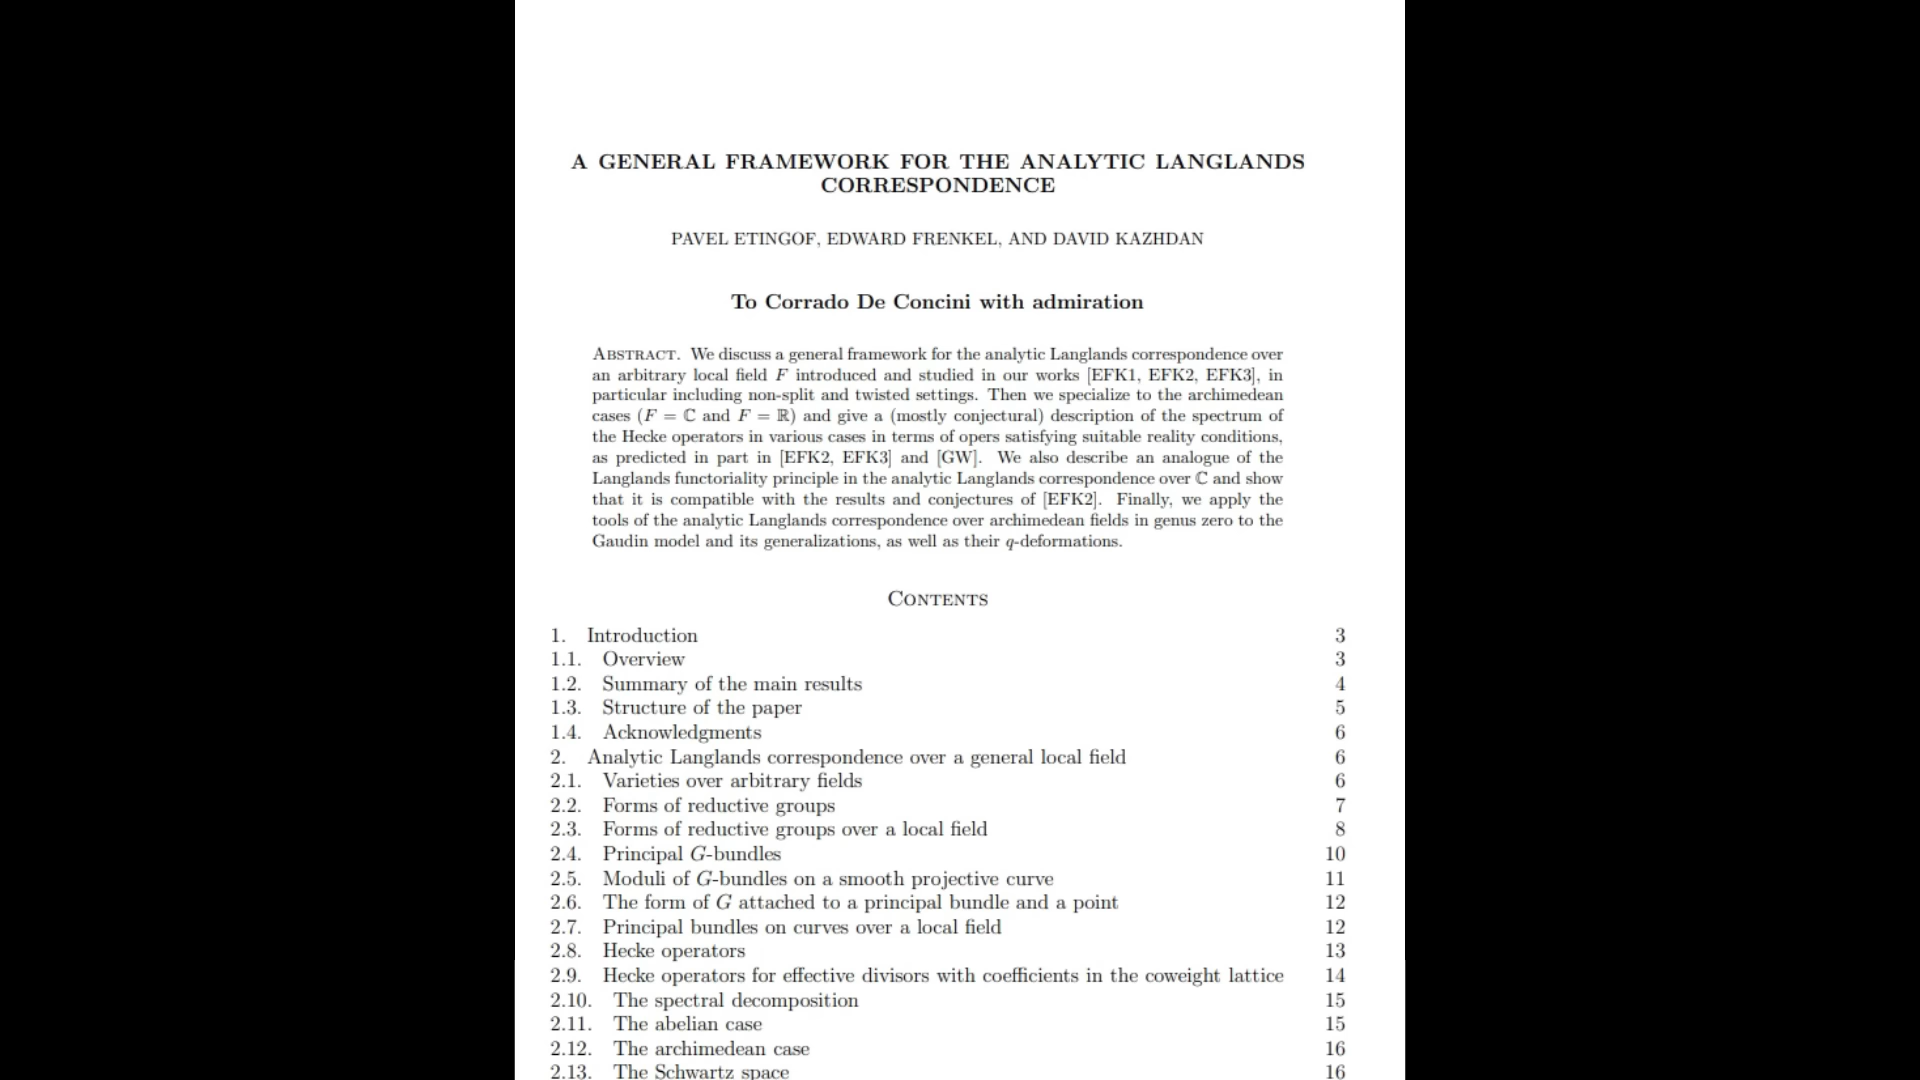 A GENERAL FRAMEWORK FOR THE ANALYTIC LANGLANDS
CORRESPONDENCE
PAVEL ETINGOF, EDWARD FRENKEL, AND DAVID KAZHDAN
To Corrado De Concini with admiration
ABSTRACT. We discuss a general framework for the analytic Langlands correspondence over
an arbitrary local field F introduced and studied in our works [EFK1, EFK2, EFK3], in
particular including non-split and twisted settings. Then we specialize to the archimedean
cases (F = ℂ and F = ℝ) and give a (mostly conjectural) description of the spectrum of
the Hecke operators in various cases in terms of opers satisfying suitable reality conditions,
as predicted in part in [EFK2, EFK3] and [GW]. We also describe an analogue of the
Langlands functoriality principle in the analytic Langlands correspondence over ℂ and show
that it is compatible with the results and conjectures of [EFK2]. Finally, we apply the
tools of the analytic Langlands correspondence over archimedean fields in genus zero to the
Gaudin model and its generalizations, as well as their q-deformations.
CONTENTS
1. Introduction 3
1.1. Overview 3
1.2. Summary of the main results 4
1.3. Structure of the paper 5
1.4. Acknowledgments 6
2. Analytic Langlands correspondence over a general local field 6
2.1. Varieties over arbitrary fields 6
2.2. Forms of reductive groups 7
2.3. Forms of reductive groups over a local field 8
2.4. Principal G-bundles 10
2.5. Moduli of G-bundles on a smooth projective curve 11
2.6. The form of G attached to a principal bundle and a point 12
2.7. Principal bundles on curves over a local field 12
2.8. Hecke operators 13
2.9. Hecke operators for effective divisors with coefficients in the coweight lattice 14
2.10. The spectral decomposition 15
2.11. The abelian case 15
2.12. The archimedean case 16
2.13. The Schwartz space 16